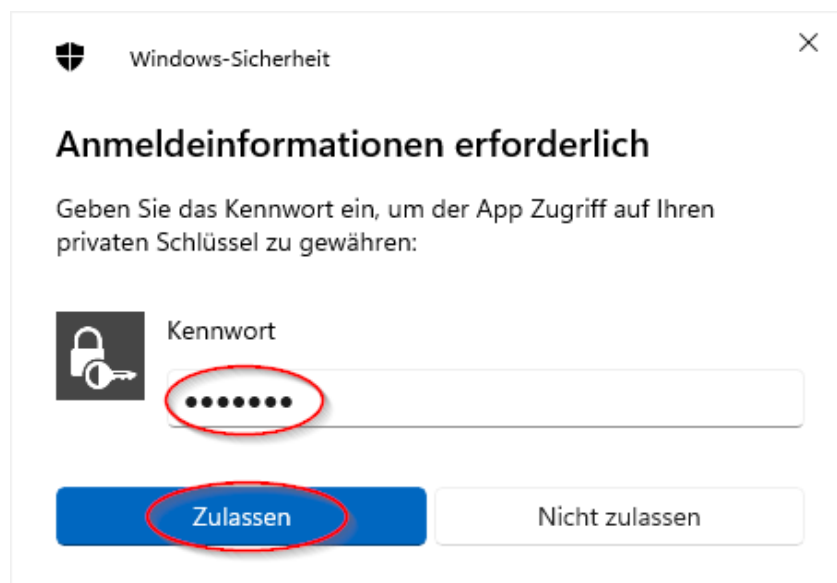 Windows-Sicherheit
Anmeldeinformationen erforderlich
Geben Sie das Kennwort ein, um der App Zugriff auf Ihren
privaten Schlüssel zu gewähren:
Kennwort
•••••••
Zulassen
Nicht zulassen